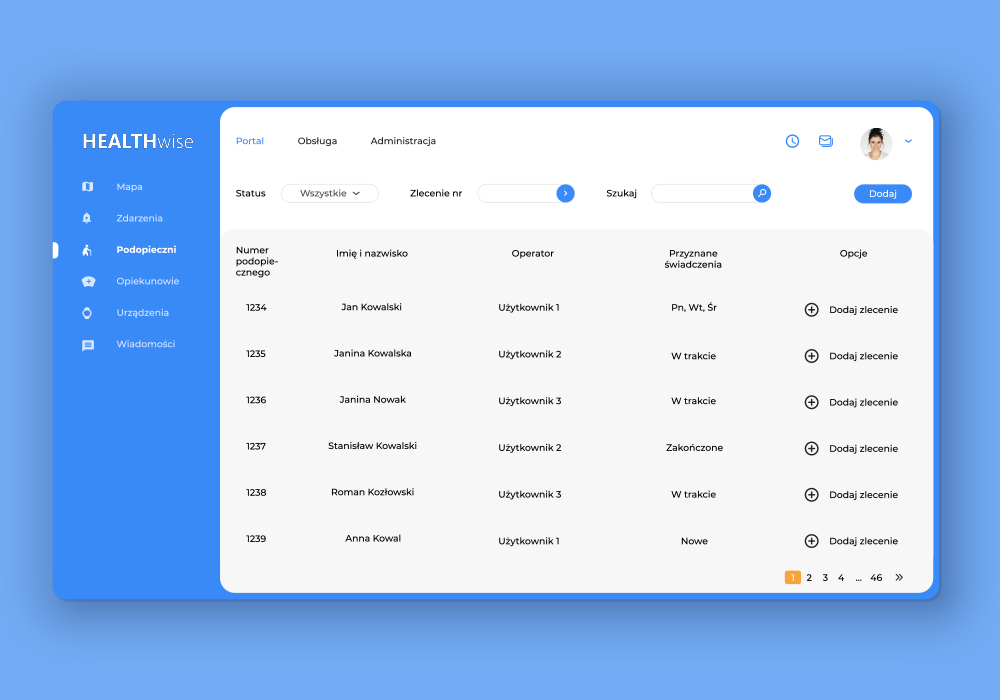 HEALTHwise
Portal Obsługa Administracja
Mapa
Zdarzenia
Podopieczni
Opiekunowie
Urządzenia
Wiadomości
Status Wszystkie Zlecenie nr Szukaj Dodaj
Numer
podopie-
cznego
Imię i nazwisko
Operator
Przyznane
świadczenia
Opcje
1234 Jan Kowalski Użytkownik 1 Pn, Wt, Śr Dodaj zlecenie
1235 Janina Kowalska Użytkownik 2 W trakcie Dodaj zlecenie
1236 Janina Nowak Użytkownik 3 W trakcie Dodaj zlecenie
1237 Stanisław Kowalski Użytkownik 2 Zakończone Dodaj zlecenie
1238 Roman Kozłowski Użytkownik 3 W trakcie Dodaj zlecenie
1239 Anna Kowal Użytkownik 1 Nowe Dodaj zlecenie
1 2 3 4 ... 46 »